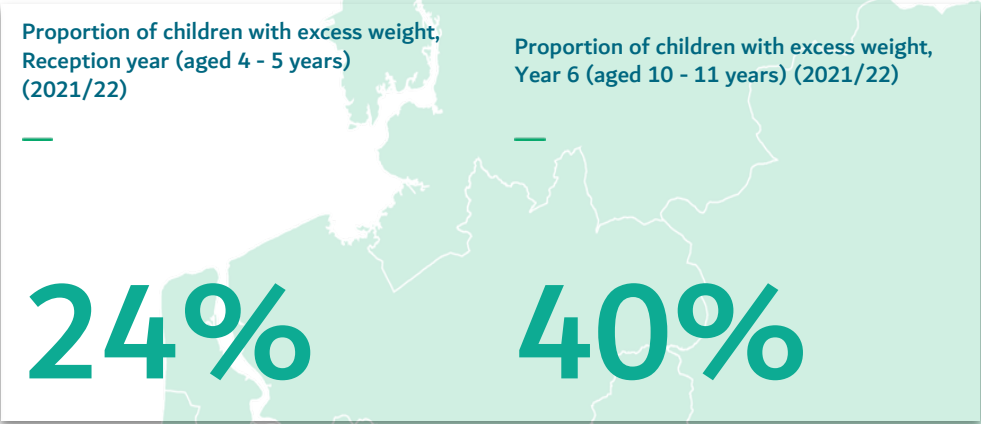 Proportion of children with excess weight,
Reception year (aged 4 - 5 years)
(2021/22)
24%
Proportion of children with excess weight,
Year 6 (aged 10 - 11 years) (2021/22)
40%